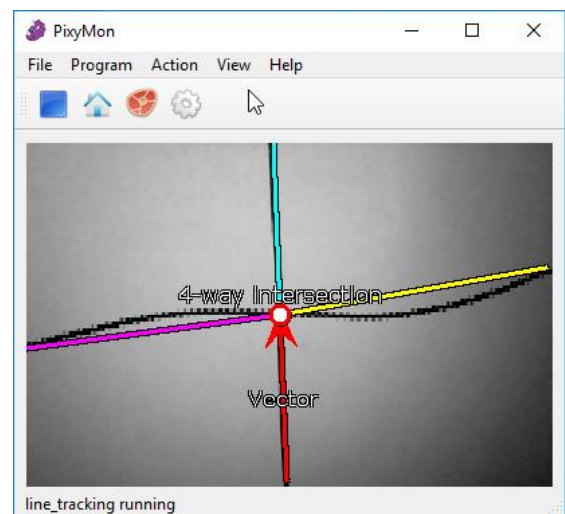 PixyMon
File Program Action View Help
4-way Intersection
Vector
line_tracking running